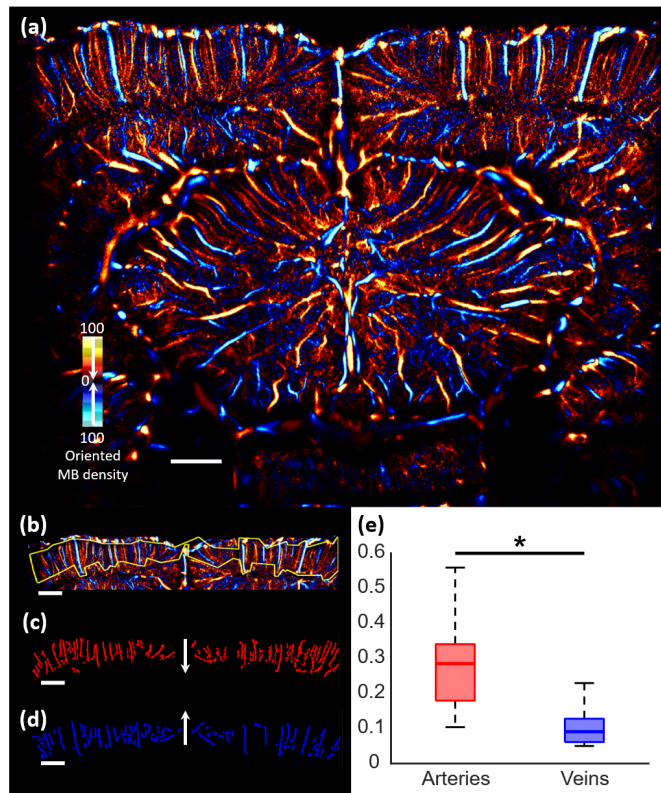 (a)
100
0
100
Oriented
MB density
(b)
(c)
(d)
(e)
*
0.6
0.5
0.4
0.3
0.2
0.1
0
Arteries Veins